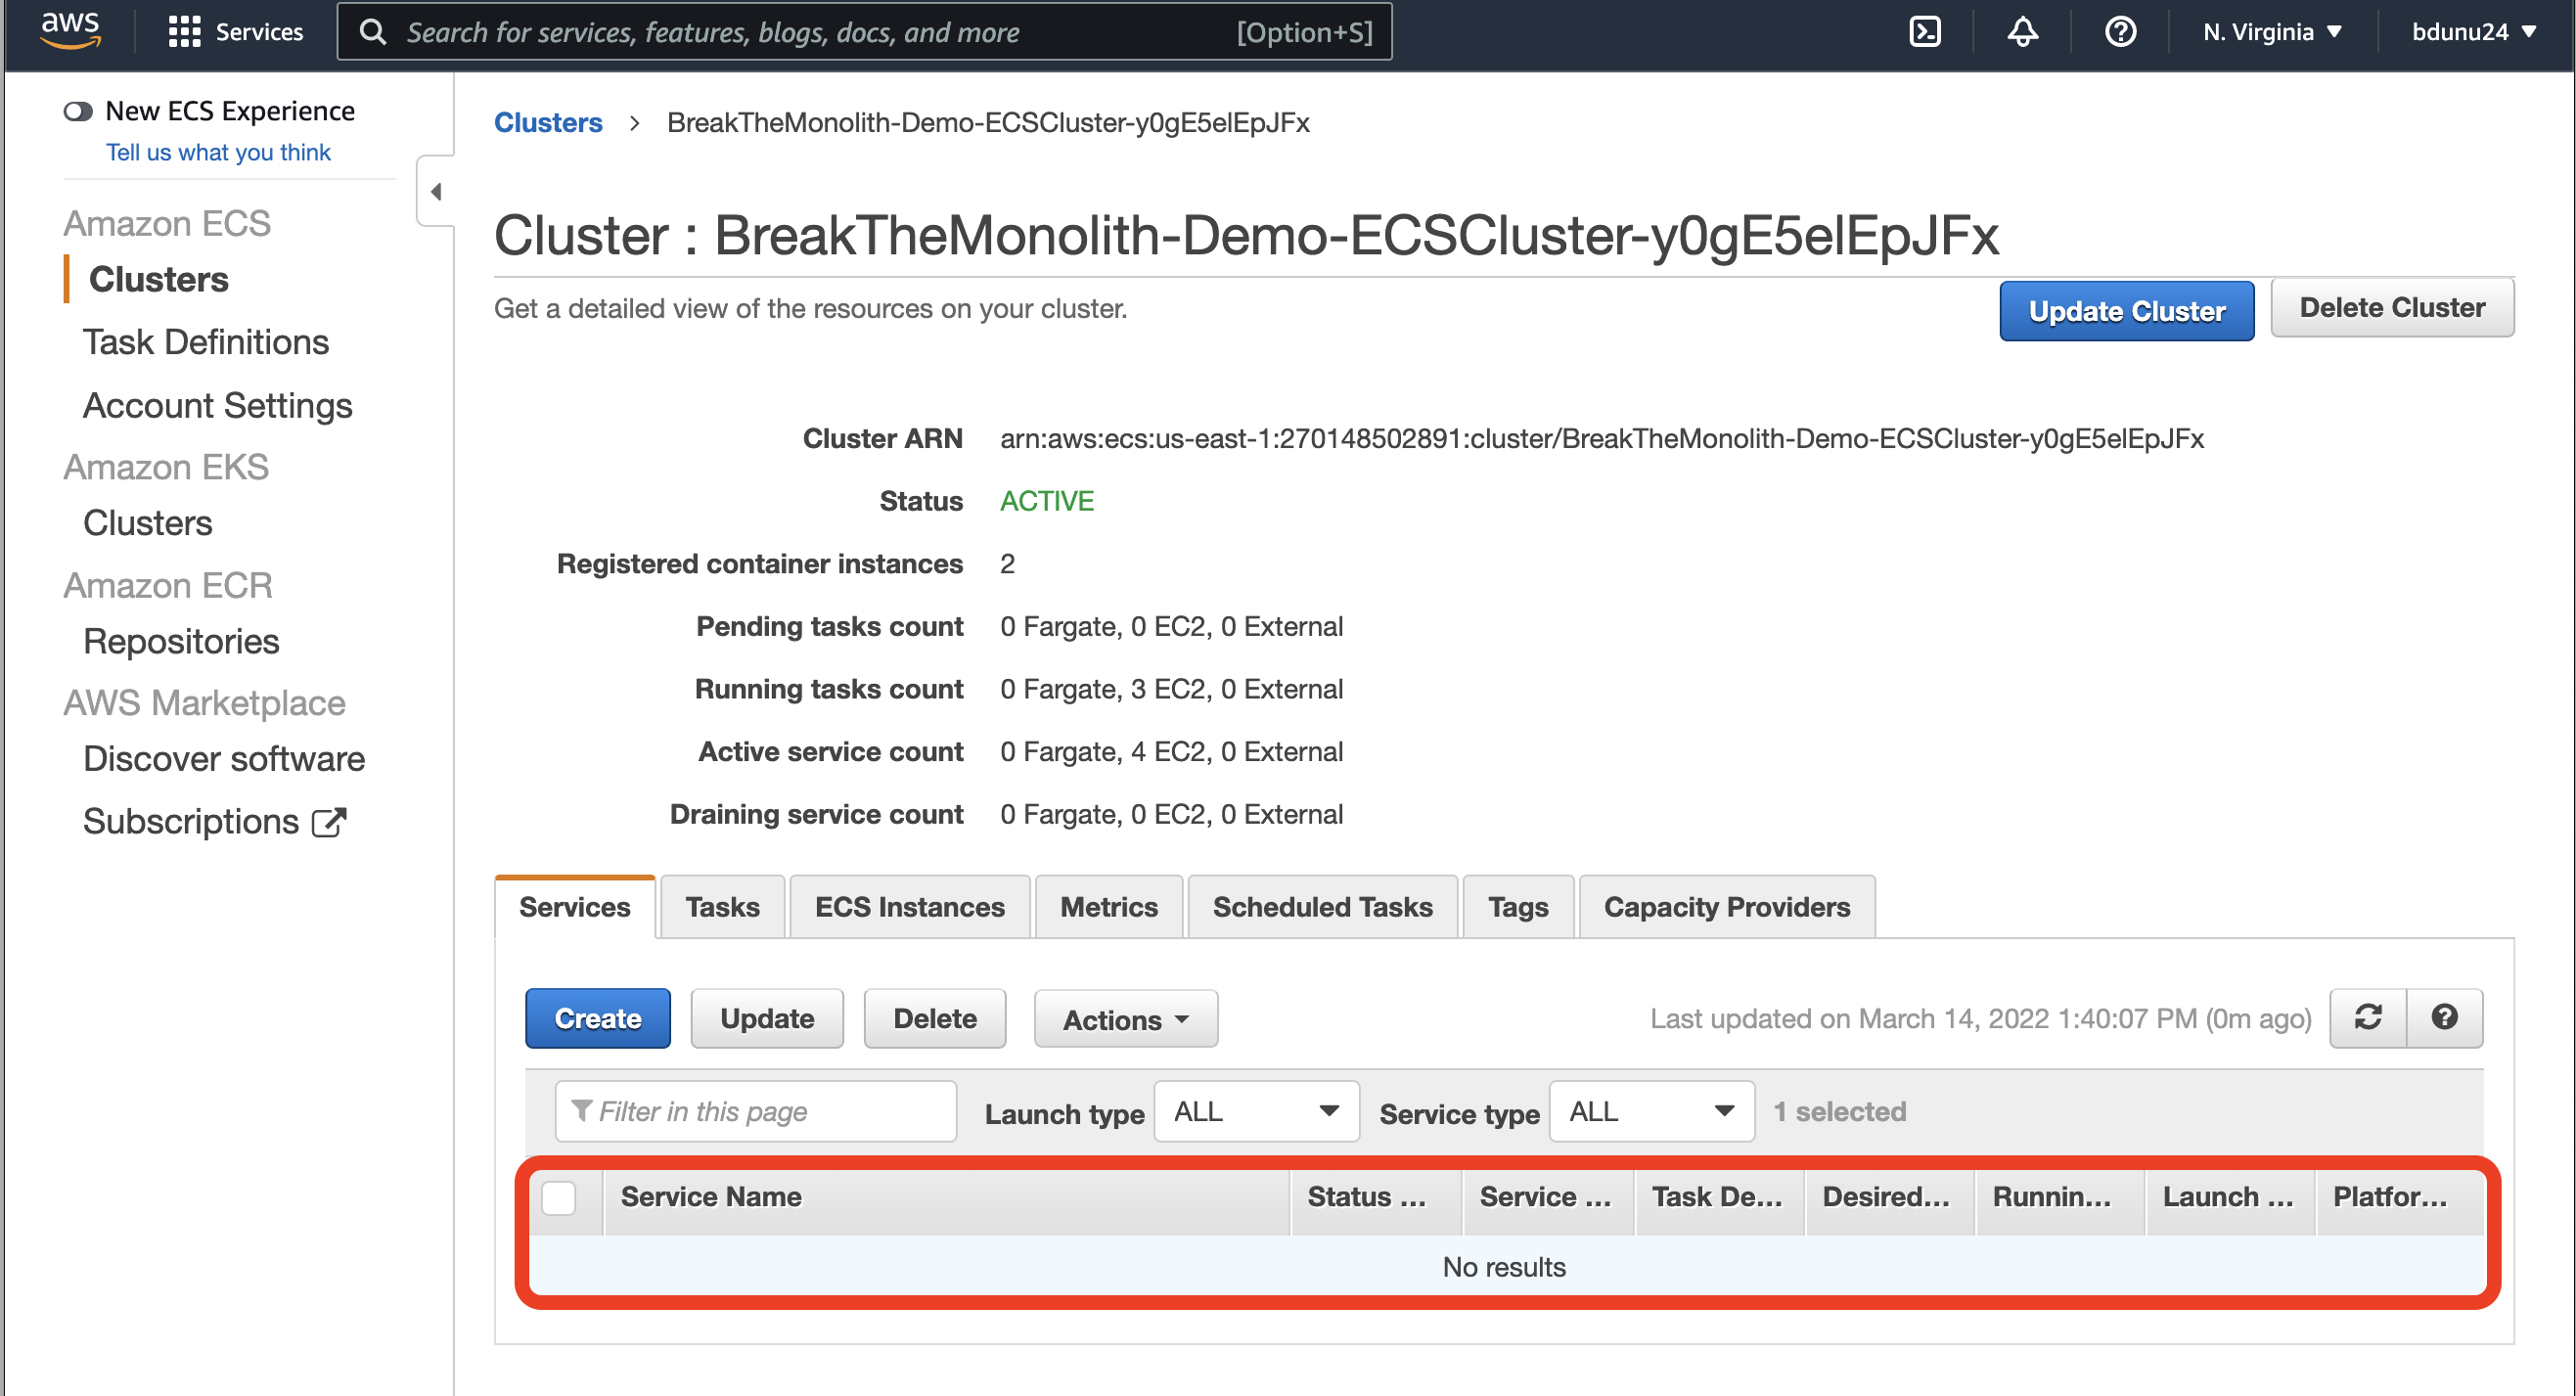 aws Services Search for services, features, blogs, docs, and more [Option+S] N. Virginia bdunu24
New ECS Experience
Tell us what you think
Amazon ECS
Clusters
Task Definitions
Account Settings
Amazon EKS
Clusters
Amazon ECR
Repositories
AWS Marketplace
Discover software
Subscriptions
Clusters > BreakTheMonolith-Demo-ECSCluster-y0gE5elEpJFx
Cluster : BreakTheMonolith-Demo-ECSCluster-y0gE5elEpJFx
Get a detailed view of the resources on your cluster.
Update Cluster Delete Cluster
Cluster ARN arn:aws:ecs:us-east-1:270148502891:cluster/BreakTheMonolith-Demo-ECSCluster-y0gE5elEpJFx
Status ACTIVE
Registered container instances 2
Pending tasks count 0 Fargate, 0 EC2, 0 External
Running tasks count 0 Fargate, 3 EC2, 0 External
Active service count 0 Fargate, 4 EC2, 0 External
Draining service count 0 Fargate, 0 EC2, 0 External
Services Tasks ECS Instances Metrics Scheduled Tasks Tags Capacity Providers
Create Update Delete Actions Last updated on March 14, 2022 1:40:07 PM (0m ago)
Filter in this page Launch type ALL Service type ALL 1 selected
Service Name Status ... Service ... Task De... Desired... Runnin... Launch ... Platfor...
No results